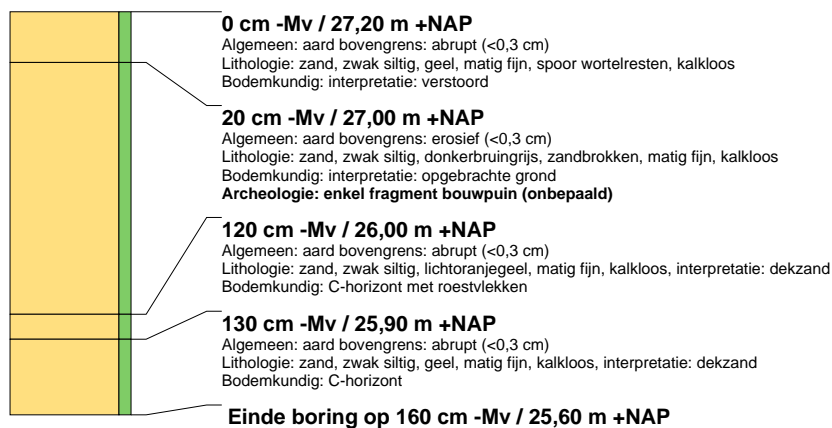 0 cm -Mv / 27,20 m +NAP
Algemeen: aard bovengrens: abrupt (<0,3 cm)
Lithologie: zand, zwak siltig, geel, matig fijn, spoor wortelresten, kalkloos
Bodemkundig: interpretatie: verstoord
20 cm -Mv / 27,00 m +NAP
Algemeen: aard bovengrens: erosief (<0,3 cm)
Lithologie: zand, zwak siltig, donkerbruingrijs, zandbrokken, matig fijn, kalkloos
Bodemkundig: interpretatie: opgebrachte grond
Archeologie: enkel fragment bouwpuin (onbepaald)
120 cm -Mv / 26,00 m +NAP
Algemeen: aard bovengrens: abrupt (<0,3 cm)
Lithologie: zand, zwak siltig, lichtoranjegeel, matig fijn, kalkloos, interpretatie: dekzand
Bodemkundig: C-horizont met roestvlekken
130 cm -Mv / 25,90 m +NAP
Algemeen: aard bovengrens: abrupt (<0,3 cm)
Lithologie: zand, zwak siltig, geel, matig fijn, kalkloos, interpretatie: dekzand
Bodemkundig: C-horizont
Einde boring op 160 cm -Mv / 25,60 m +NAP